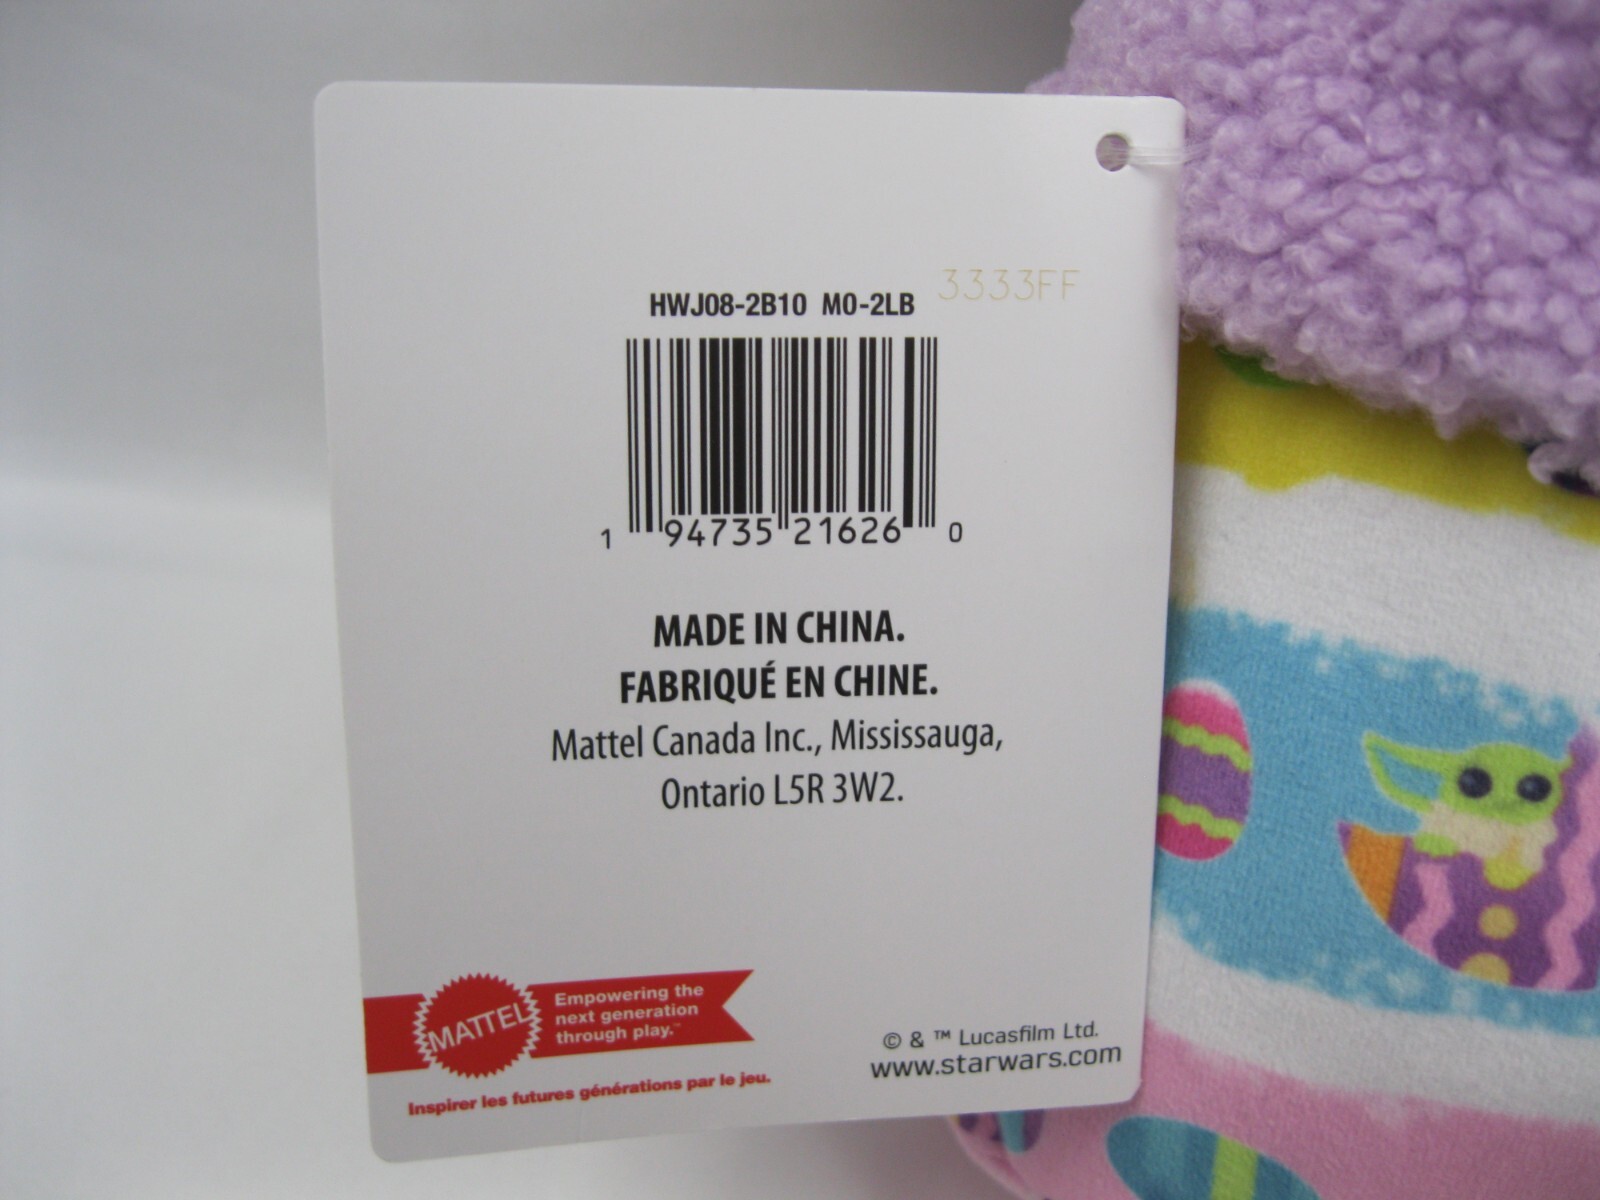 3333FF
HWJ08-2B10 M0-2LB
1 94735 21626 0
MADE IN CHINA.
FABRIQUÉ EN CHINE.
Mattel Canada Inc., Mississauga,
Ontario L5R 3W2.
MATTEL
Empowering the
next generation
through play.™
Inspirer les futures générations par le jeu.
© & ™ Lucasfilm Ltd.
www.starwars.com